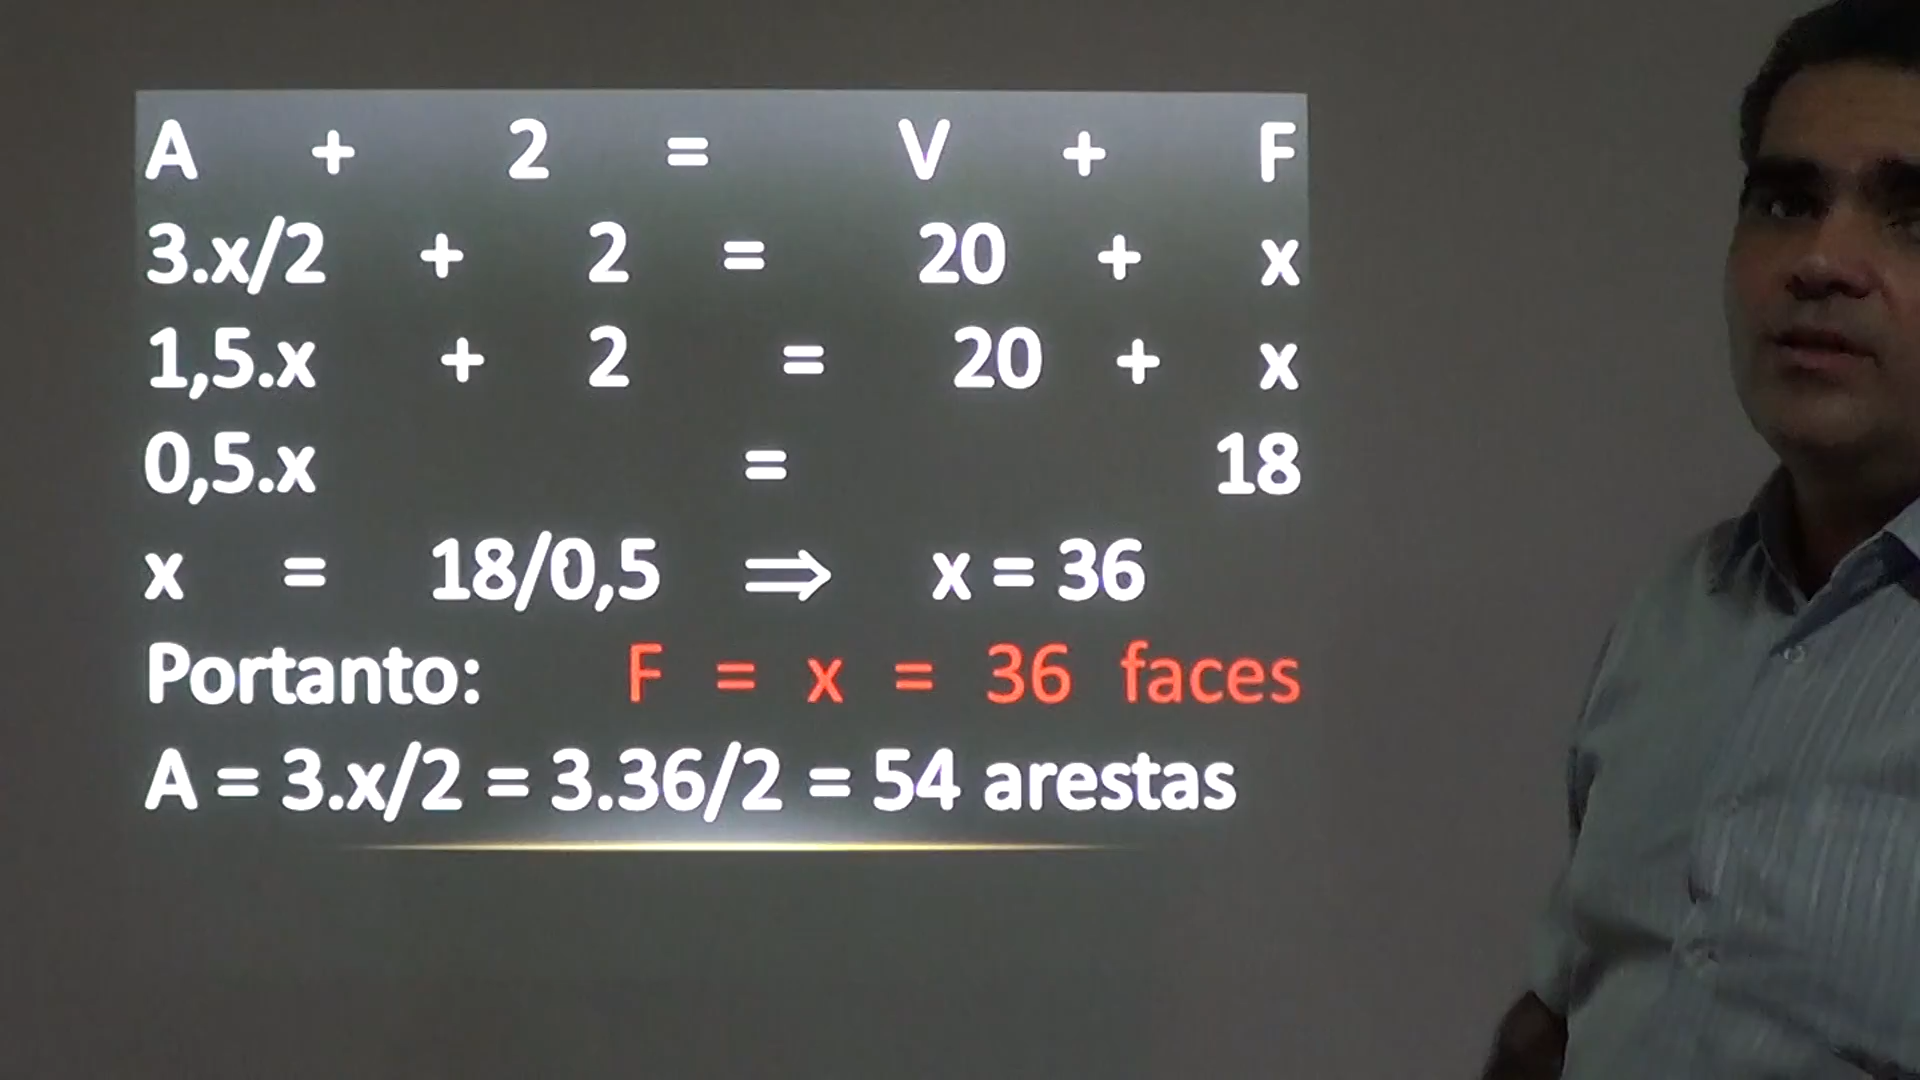 A + 2 = V + F
3.x/2 + 2 = 20 + x
1,5.x + 2 = 20 + x
0,5.x = 18
x = 18/0,5 ⇒ x = 36
Portanto: F = x = 36 faces
A = 3.x/2 = 3.36/2 = 54 arestas